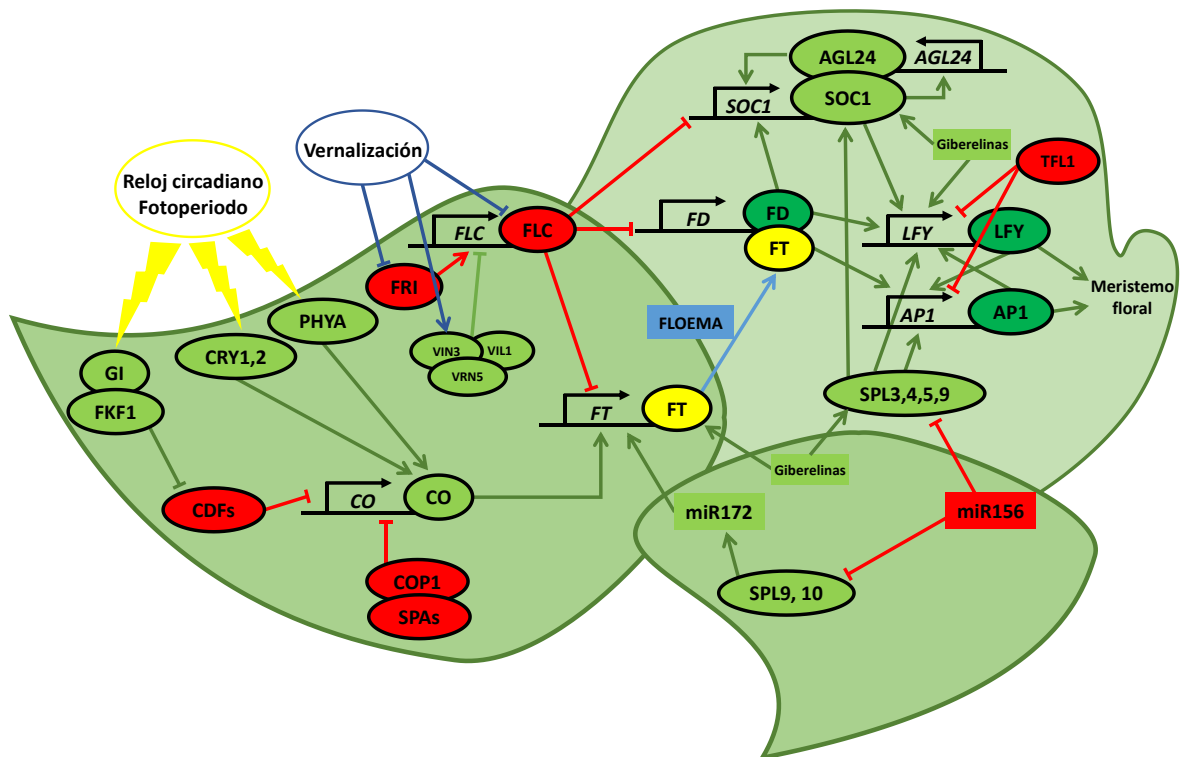 AGL24
AGL24
SOC1
SOC1
Giberelinas
TFL1
Vernalización
Reloj circadiano
Fotoperiodo
FLC
FLC
FD
FD
FT
LFY
LFY
Meristemo
floral
FRI
PHYA
FLOEMA
AP1
AP1
CRY1,2
VIN3
VIL1
VRN5
GI
FKF1
SPL3,4,5,9
FT
FT
Giberelinas
CDFs
CO
CO
miR172
miR156
COP1
SPAs
SPL9, 10